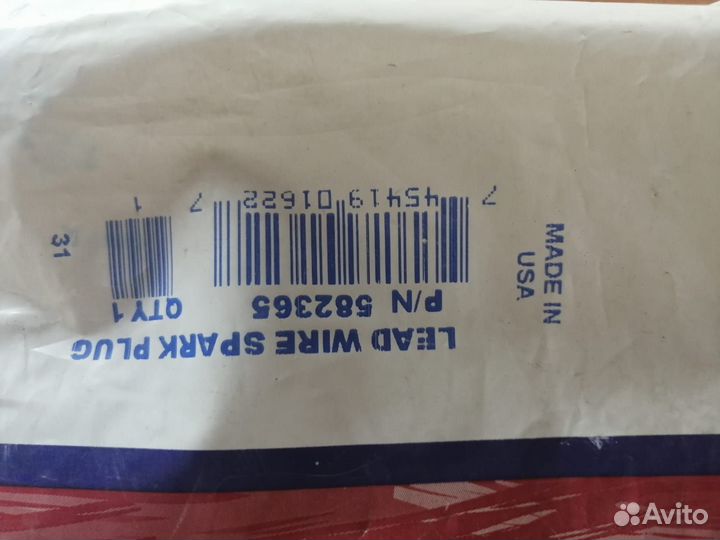 LEAD WIRE SPARK PLUG
P/N 582365 QTY 1
7 45419 01622 7
1
31
MADE IN
USA
Avito